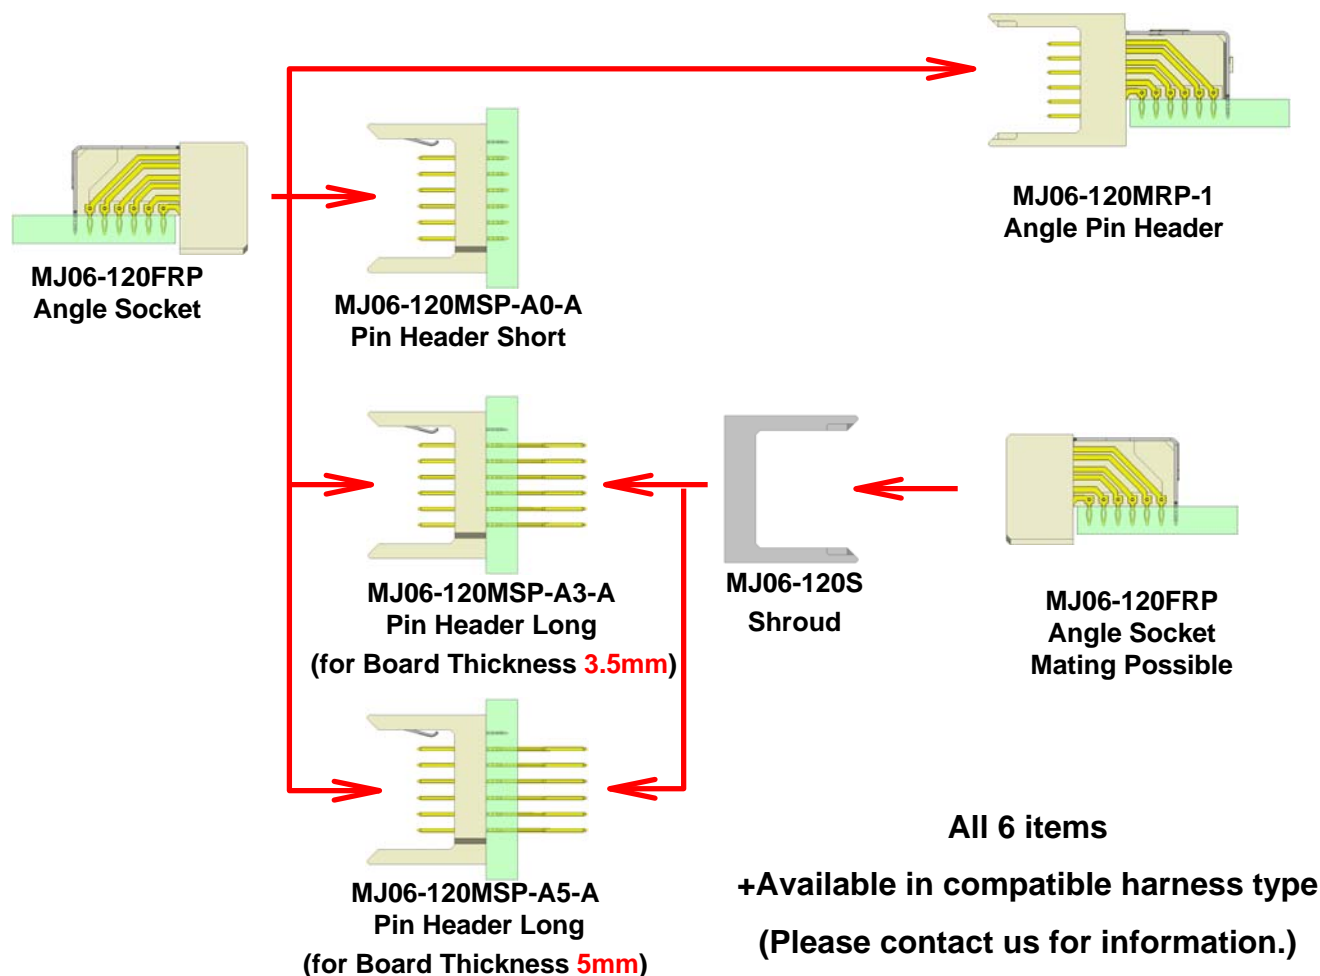 MJ06-120MRP-1
Angle Pin Header
MJ06-120FRP
Angle Socket
MJ06-120MSP-A0-A
Pin Header Short
MJ06-120MSP-A3-A
Pin Header Long
(for Board Thickness 3.5mm)
MJ06-120S
Shroud
MJ06-120FRP
Angle Socket
Mating Possible
MJ06-120MSP-A5-A
Pin Header Long
(for Board Thickness 5mm)
All 6 items
+Available in compatible harness type
(Please contact us for information.)